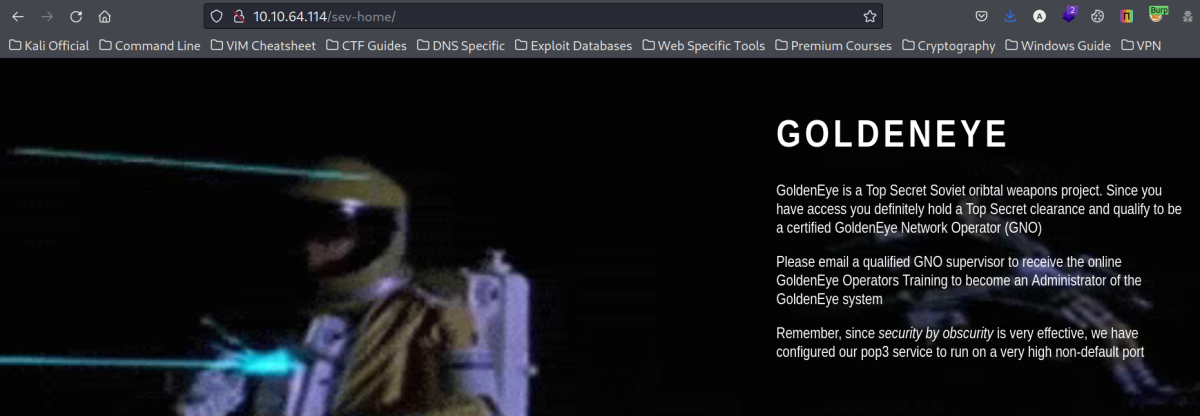 10.10.64.114/sev-home/
2
Burp
Kali Official Command Line VIM Cheatsheet CTF Guides DNS Specific Exploit Databases Web Specific Tools Premium Courses Cryptography Windows Guide VPN
GOLDENEYE
GoldenEye is a Top Secret Soviet oribtal weapons project. Since you
have access you definitely hold a Top Secret clearance and qualify to be
a certified GoldenEye Network Operator (GNO)
Please email a qualified GNO supervisor to receive the online
GoldenEye Operators Training to become an Administrator of the
GoldenEye system
Remember, since security by obscurity is very effective, we have
configured our pop3 service to run on a very high non-default port